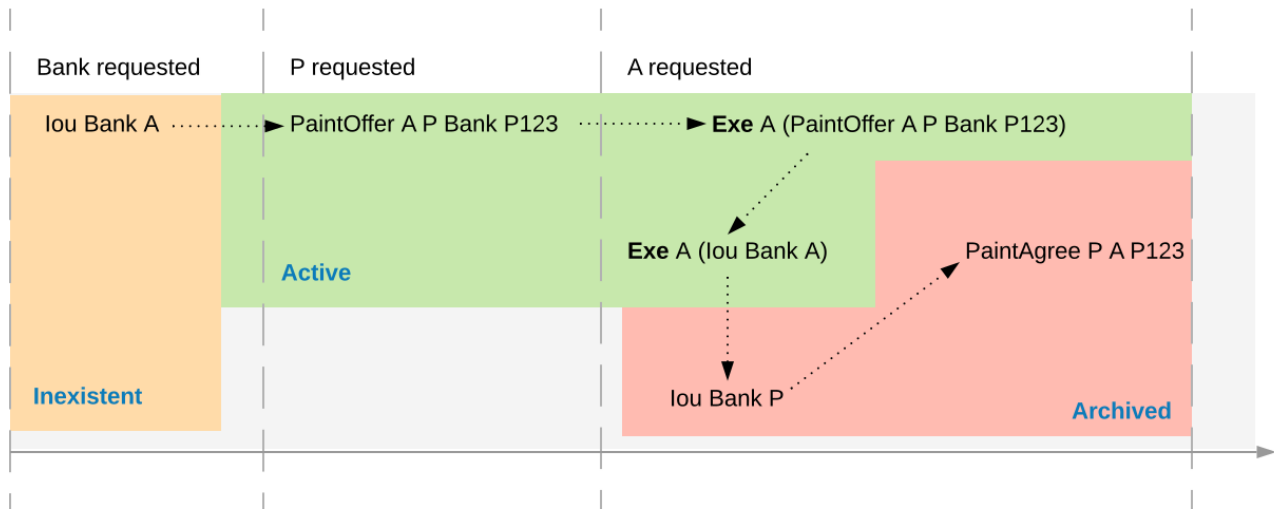 Bank requested
P requested
A requested
Iou Bank A
PaintOffer A P Bank P123
Exe A (PaintOffer A P Bank P123)
Exe A (Iou Bank A)
PaintAgree P A P123
Active
Inexistent
Iou Bank P
Archived